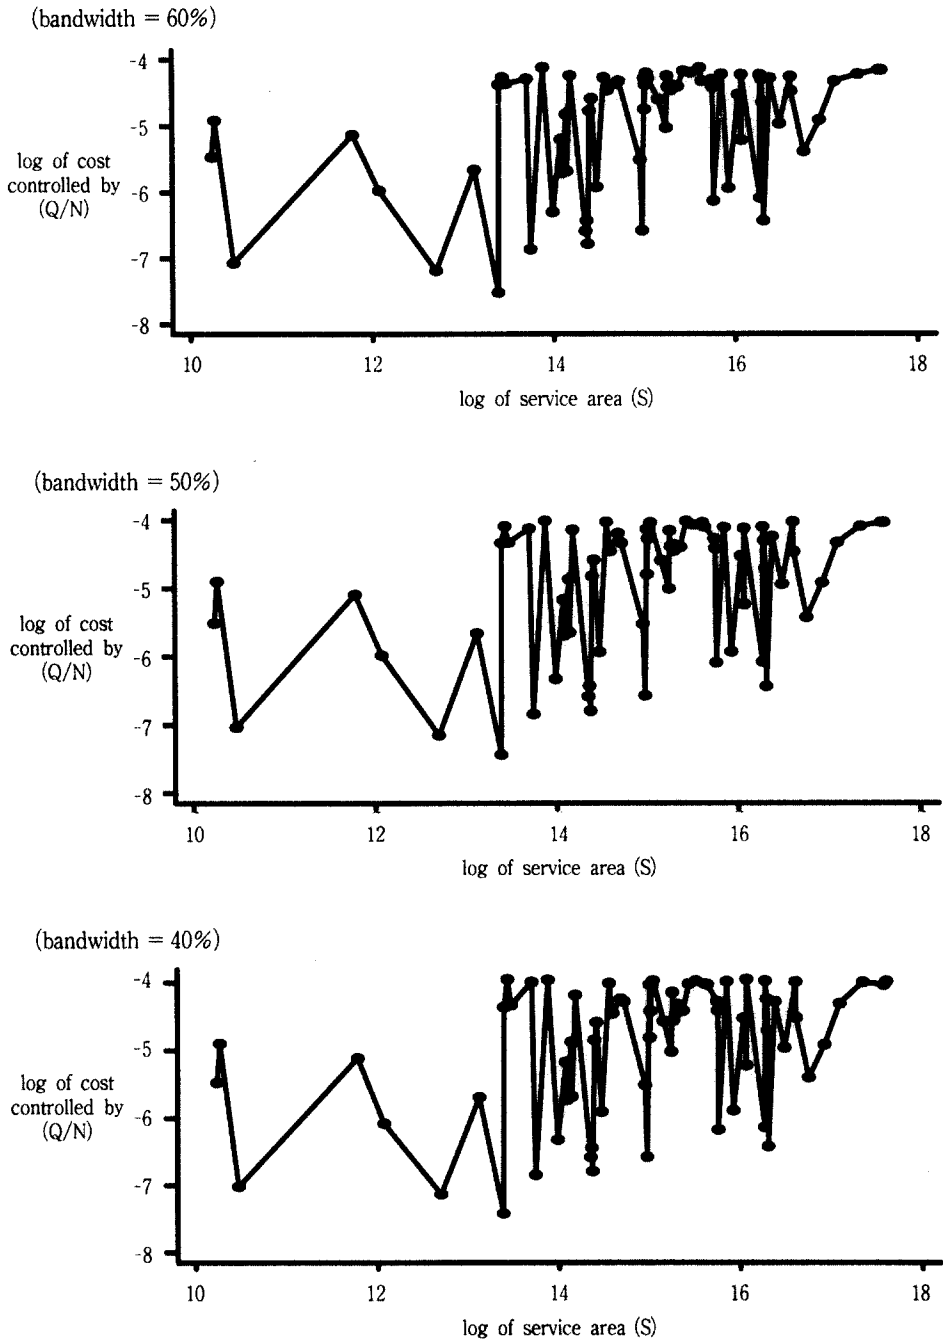 (bandwidth = 60%)
-4
-5
log of cost
controlled by
(Q/N)
-6
-7
-8
10 12 14 16 18
log of service area (S)
(bandwidth = 50%)
-4
-5
log of cost
controlled by
(Q/N)
-6
-7
-8
10 12 14 16 18
log of service area (S)
(bandwidth = 40%)
-4
-5
log of cost
controlled by
(Q/N)
-6
-7
-8
10 12 14 16 18
log of service area (S)